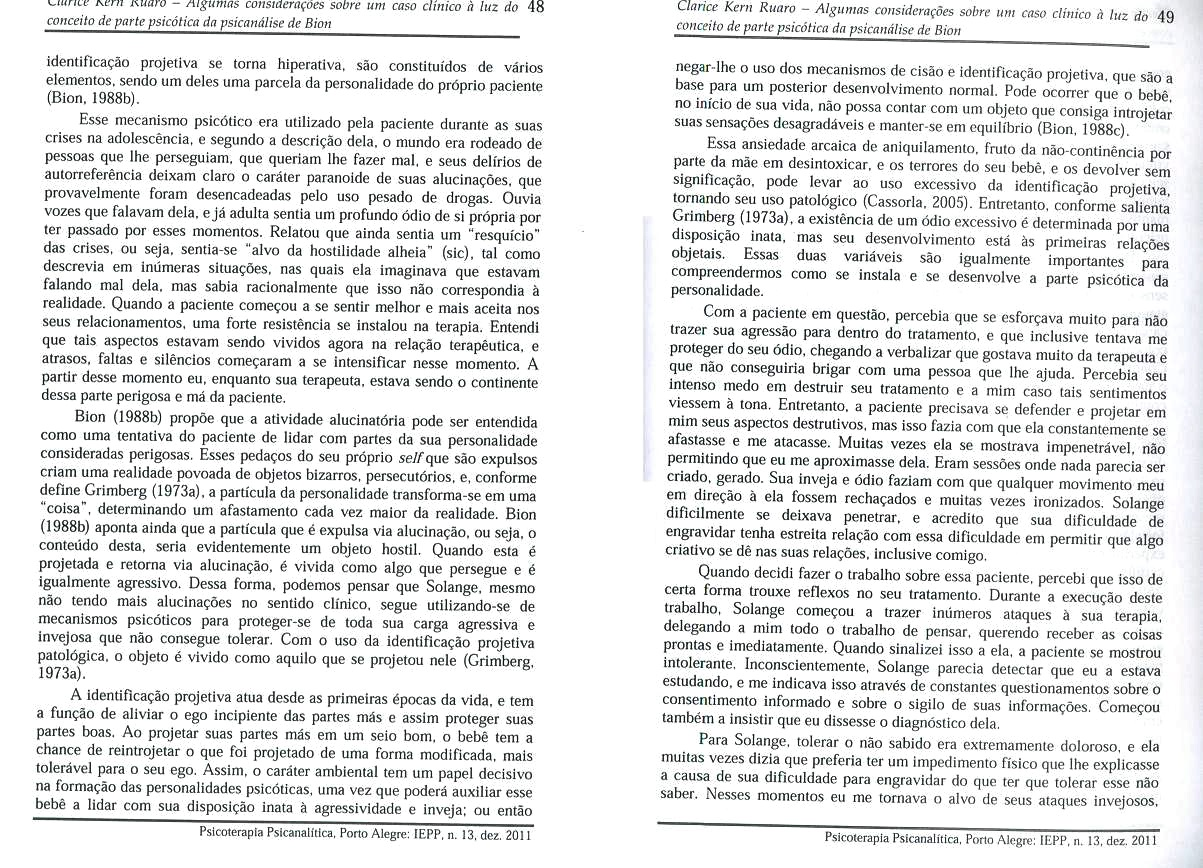 Clarice Kern Ruaro – Algumas considerações sobre um caso clínico à luz do 48
conceito de parte psicótica da psicanálise de Bion
identificação projetiva se torna hiperativa, são constituídos de vários
elementos, sendo um deles uma parcela da personalidade do próprio paciente
(Bion, 1988b).
Esse mecanismo psicótico era utilizado pela paciente durante as suas
crises na adolescência, e segundo a descrição dela, o mundo era rodeado de
pessoas que lhe perseguiam, que queriam lhe fazer mal, e seus delírios de
autorreferência deixam claro o caráter paranoide de suas alucinações, que
provavelmente foram desencadeadas pelo uso pesado de drogas. Ouvia
vozes que falavam dela, e já adulta sentia um profundo ódio de si própria por
ter passado por esses momentos. Relatou que ainda sentia um “resquício”
das crises, ou seja, sentia-se “alvo da hostilidade alheia” (sic), tal como
descrevia em inúmeras situações, nas quais ela imaginava que estavam
falando mal dela, mas sabia racionalmente que isso não correspondia à
realidade. Quando a paciente começou a se sentir melhor e mais aceita nos
seus relacionamentos, uma forte resistência se instalou na terapia. Entendi
que tais aspectos estavam sendo vividos agora na relação terapêutica, e
atrasos, faltas e silêncios começaram a se intensificar nesse momento. A
partir desse momento eu, enquanto sua terapeuta, estava sendo o continente
dessa parte perigosa e má da paciente.
Bion (1988b) propõe que a atividade alucinatória pode ser entendida
como uma tentativa do paciente de lidar com partes da sua personalidade
consideradas perigosas. Esses pedaços do seu próprio self que são expulsos
criam uma realidade povoada de objetos bizarros, persecutórios, e, conforme
define Grimberg (1973a), a partícula da personalidade transforma-se em uma
“coisa”, determinando um afastamento cada vez maior da realidade. Bion
(1988b) aponta ainda que a partícula que é expulsa via alucinação, ou seja, o
conteúdo desta, seria evidentemente um objeto hostil. Quando esta é
projetada e retorna via alucinação, é vivida como algo que persegue e é
igualmente agressivo. Dessa forma, podemos pensar que Solange, mesmo
não tendo mais alucinações no sentido clínico, segue utilizando-se de
mecanismos psicóticos para proteger-se de toda sua carga agressiva e
invejosa que não consegue tolerar. Com o uso da identificação projetiva
patológica, o objeto é vivido como aquilo que se projetou nele (Grimberg,
1973a).
A identificação projetiva atua desde as primeiras épocas da vida, e tem
a função de aliviar o ego incipiente das partes más e assim proteger suas
partes boas. Ao projetar suas partes más em um seio bom, o bebê tem a
chance de reintrojetar o que foi projetado de uma forma modificada, mais
tolerável para o seu ego. Assim, o caráter ambiental tem um papel decisivo
na formação das personalidades psicóticas, uma vez que poderá auxiliar esse
bebê a lidar com sua disposição inata à agressividade e inveja; ou então
Psicoterapia Psicanalítica, Porto Alegre: IEPP, n. 13, dez. 2011
Clarice Kern Ruaro – Algumas considerações sobre um caso clínico à luz do 49
conceito de parte psicótica da psicanálise de Bion
negar-lhe o uso dos mecanismos de cisão e identificação projetiva, que são a
base para um posterior desenvolvimento normal. Pode ocorrer que o bebê,
no início de sua vida, não possa contar com um objeto que consiga introjetar
suas sensações desagradáveis e manter-se em equilíbrio (Bion, 1988c).
Essa ansiedade arcaica de aniquilamento, fruto da não-continência por
parte da mãe em desintoxicar, e os terrores do seu bebê, e os devolver sem
significação, pode levar ao uso excessivo da identificação projetiva,
tornando seu uso patológico (Cassorla, 2005). Entretanto, conforme salienta
Grimberg (1973a), a existência de um ódio excessivo é determinada por uma
disposição inata, mas seu desenvolvimento está às primeiras relações
objetais. Essas duas variáveis são igualmente importantes para
compreendermos como se instala e se desenvolve a parte psicótica da
personalidade.
Com a paciente em questão, percebia que se esforçava muito para não
trazer sua agressão para dentro do tratamento, e que inclusive tentava me
proteger do seu ódio, chegando a verbalizar que gostava muito da terapeuta e
que não conseguiria brigar com uma pessoa que lhe ajuda. Percebia seu
intenso medo em destruir seu tratamento e a mim caso tais sentimentos
viessem à tona. Entretanto, a paciente precisava se defender e projetar em
mim seus aspectos destrutivos, mas isso fazia com que ela constantemente se
afastasse e me atacasse. Muitas vezes ela se mostrava impenetrável, não
permitindo que eu me aproximasse dela. Eram sessões onde nada parecia ser
criado, gerado. Sua inveja e ódio faziam com que qualquer movimento meu
em direção à ela fossem rechaçados e muitas vezes ironizados. Solange
dificilmente se deixava penetrar, e acredito que sua dificuldade de
engravidar tenha estreita relação com essa dificuldade em permitir que algo
criativo se dê nas suas relações, inclusive comigo.
Quando decidi fazer o trabalho sobre essa paciente, percebi que isso de
certa forma trouxe reflexos no seu tratamento. Durante a execução deste
trabalho, Solange começou a trazer inúmeros ataques à sua terapia,
delegando a mim todo o trabalho de pensar, querendo receber as coisas
prontas e imediatamente. Quando sinalizei isso a ela, a paciente se mostrou
intolerante. Inconscientemente, Solange parecia detectar que eu a estava
estudando, e me indicava isso através de constantes questionamentos sobre o
consentimento informado e sobre o sigilo de suas informações. Começou
também a insistir que eu dissesse o diagnóstico dela.
Para Solange, tolerar o não sabido era extremamente doloroso, e ela
muitas vezes dizia que preferia ter um impedimento físico que lhe explicasse
a causa de sua dificuldade para engravidar do que ter que tolerar esse não
saber. Nesses momentos eu me tornava o alvo de seus ataques invejosos,
Psicoterapia Psicanalítica, Porto Alegre: IEPP, n. 13, dez. 2011